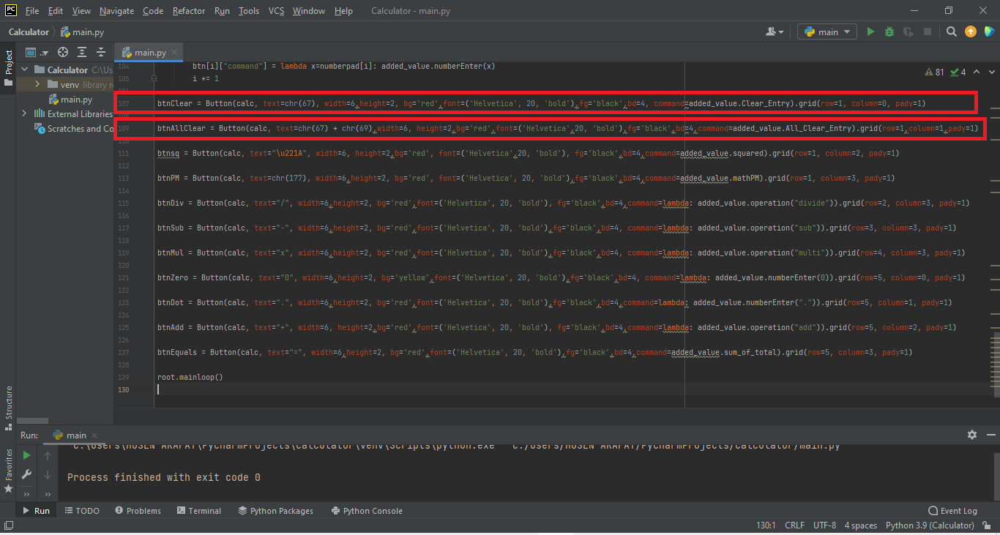 PC File Edit View Navigate Code Refactor Run Tools VCS Window Help Calculator - main.py
Calculator main.py main
Project main.py
Calculator C:\Us
venv library r
main.py
External Libraries
Scratches and Co
81 4
104 btn[i]["command"] = lambda x=numberpad[i]: added_value.numberEnter(x)
105 i += 1
107 btnClear = Button(calc, text=chr(67), width=6,height=2, bg='red',font=('Helvetica', 20, 'bold'),fg='black',bd=4, command=added_value.Clear_Entry).grid(row=1, column=0, pady=1)
109 btnAllClear = Button(calc, text=chr(67) + chr(69),width=6, height=2,bg='red',font=('Helvetica',20, 'bold'),fg='black',bd=4,command=added_value.All_Clear_Entry).grid(row=1,column=1,pady=1)
111 btnsq = Button(calc, text="\u221A", width=6, height=2,bg='red', font=('Helvetica',20, 'bold'), fg='black',bd=4,command=added_value.squared).grid(row=1, column=2, pady=1)
112
113 btnPM = Button(calc, text=chr(177), width=6,height=2, bg='red', font=('Helvetica', 20, 'bold'),fg='black',bd=4,command=added_value.mathPM).grid(row=1, column=3, pady=1)
114
115 btnDiv = Button(calc, text="/", width=6,height=2, bg='red',font=('Helvetica', 20, 'bold'), fg='black',bd=4,command=lambda: added_value.operation("divide")).grid(row=2, column=3, pady=1)
116
117 btnSub = Button(calc, text="-", width=6,height=2, bg='red',font=('Helvetica', 20, 'bold'),fg='black',bd=4, command=lambda: added_value.operation("sub")).grid(row=3, column=3, pady=1)
118
119 btnMul = Button(calc, text="x", width=6,height=2, bg='red',font=('Helvetica', 20, 'bold'),fg='black',bd=4, command=lambda: added_value.operation("multi")).grid(row=4, column=3, pady=1)
120
121 btnZero = Button(calc, text="0", width=6,height=2, bg='yellow',font=('Helvetica', 20, 'bold'),fg='black',bd=4, command=lambda: added_value.numberEnter(0)).grid(row=5, column=0, pady=1)
122
123 btnDot = Button(calc, text=".", width=6,height=2, bg='red',font=('Helvetica', 20, 'bold'),fg='black',bd=4,command=lambda: added_value.numberEnter(".")).grid(row=5, column=1, pady=1)
124
125 btnAdd = Button(calc, text="+", width=6, height=2,bg='red',font=('Helvetica', 20, 'bold'), fg='black',bd=4,command=lambda: added_value.operation("add")).grid(row=5, column=2, pady=1)
126
127 btnEquals = Button(calc, text="=", width=6,height=2, bg='red',font=('Helvetica', 20, 'bold'),fg='black',bd=4,command=added_value.sum_of_total).grid(row=5, column=3, pady=1)
128
129 root.mainloop()
130
Structure
Favorites
Run: main
C:\Users\HUSEN ARAFAT\PycharmProjects\Calculator\venv\Scripts\python.exe C:/Users/HUSEN ARAFAT/PycharmProjects/Calculator/main.py
Process finished with exit code 0
Run TODO Problems Terminal Python Packages Python Console Event Log
130:1 CRLF UTF-8 4 spaces Python 3.9 (Calculator)